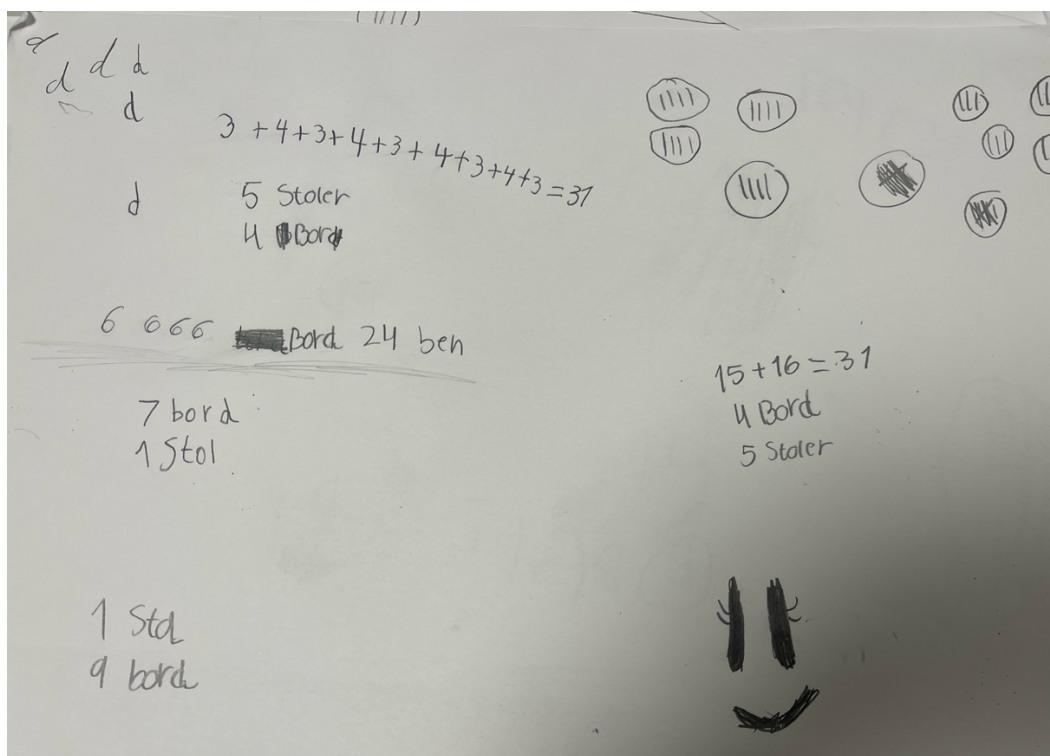 d
d d d
d
3 + 4 + 3 + 4 + 3 + 4 + 3 + 4 + 3 = 31
d
5 Stoler
4 Bord
6 6 6 6 Bord 24 ben
7 bord
1 Stol
15 + 16 = 31
4 Bord
5 Stoler
1 Stol
9 bord